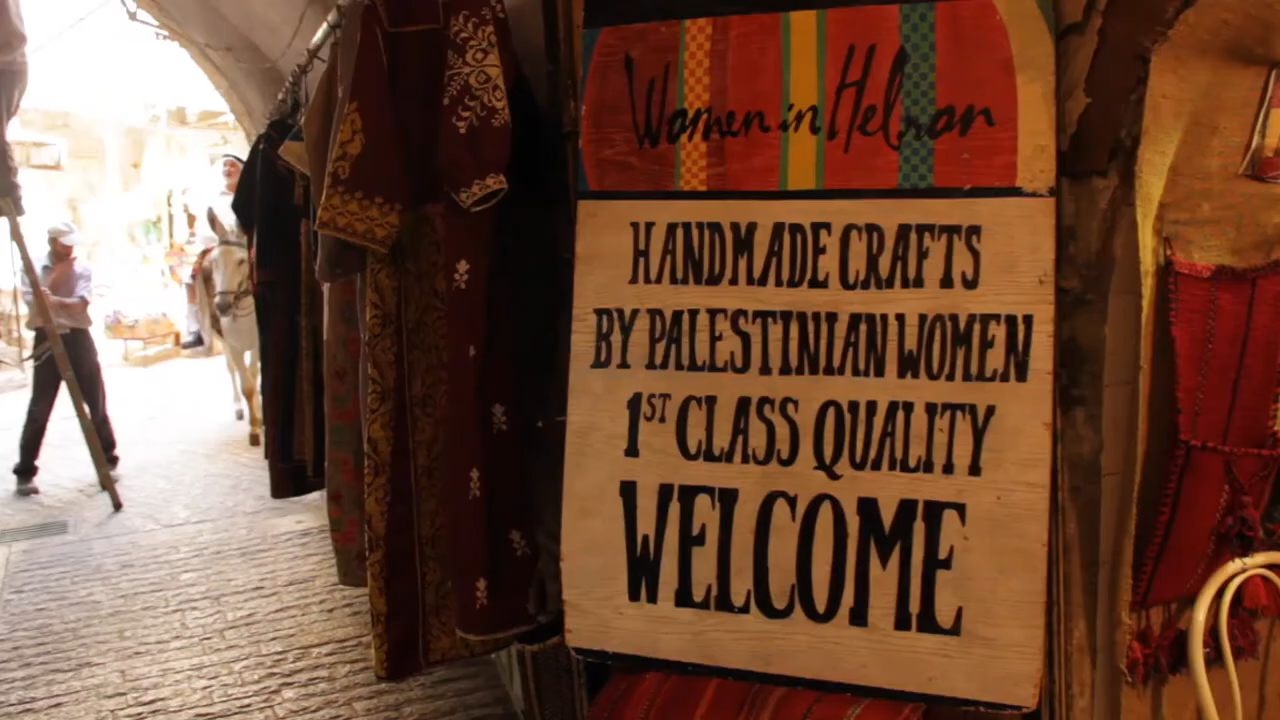 Women in Hebron
HANDMADE CRAFTS
BY PALESTINIAN WOMEN
1ST CLASS QUALITY
WELCOME